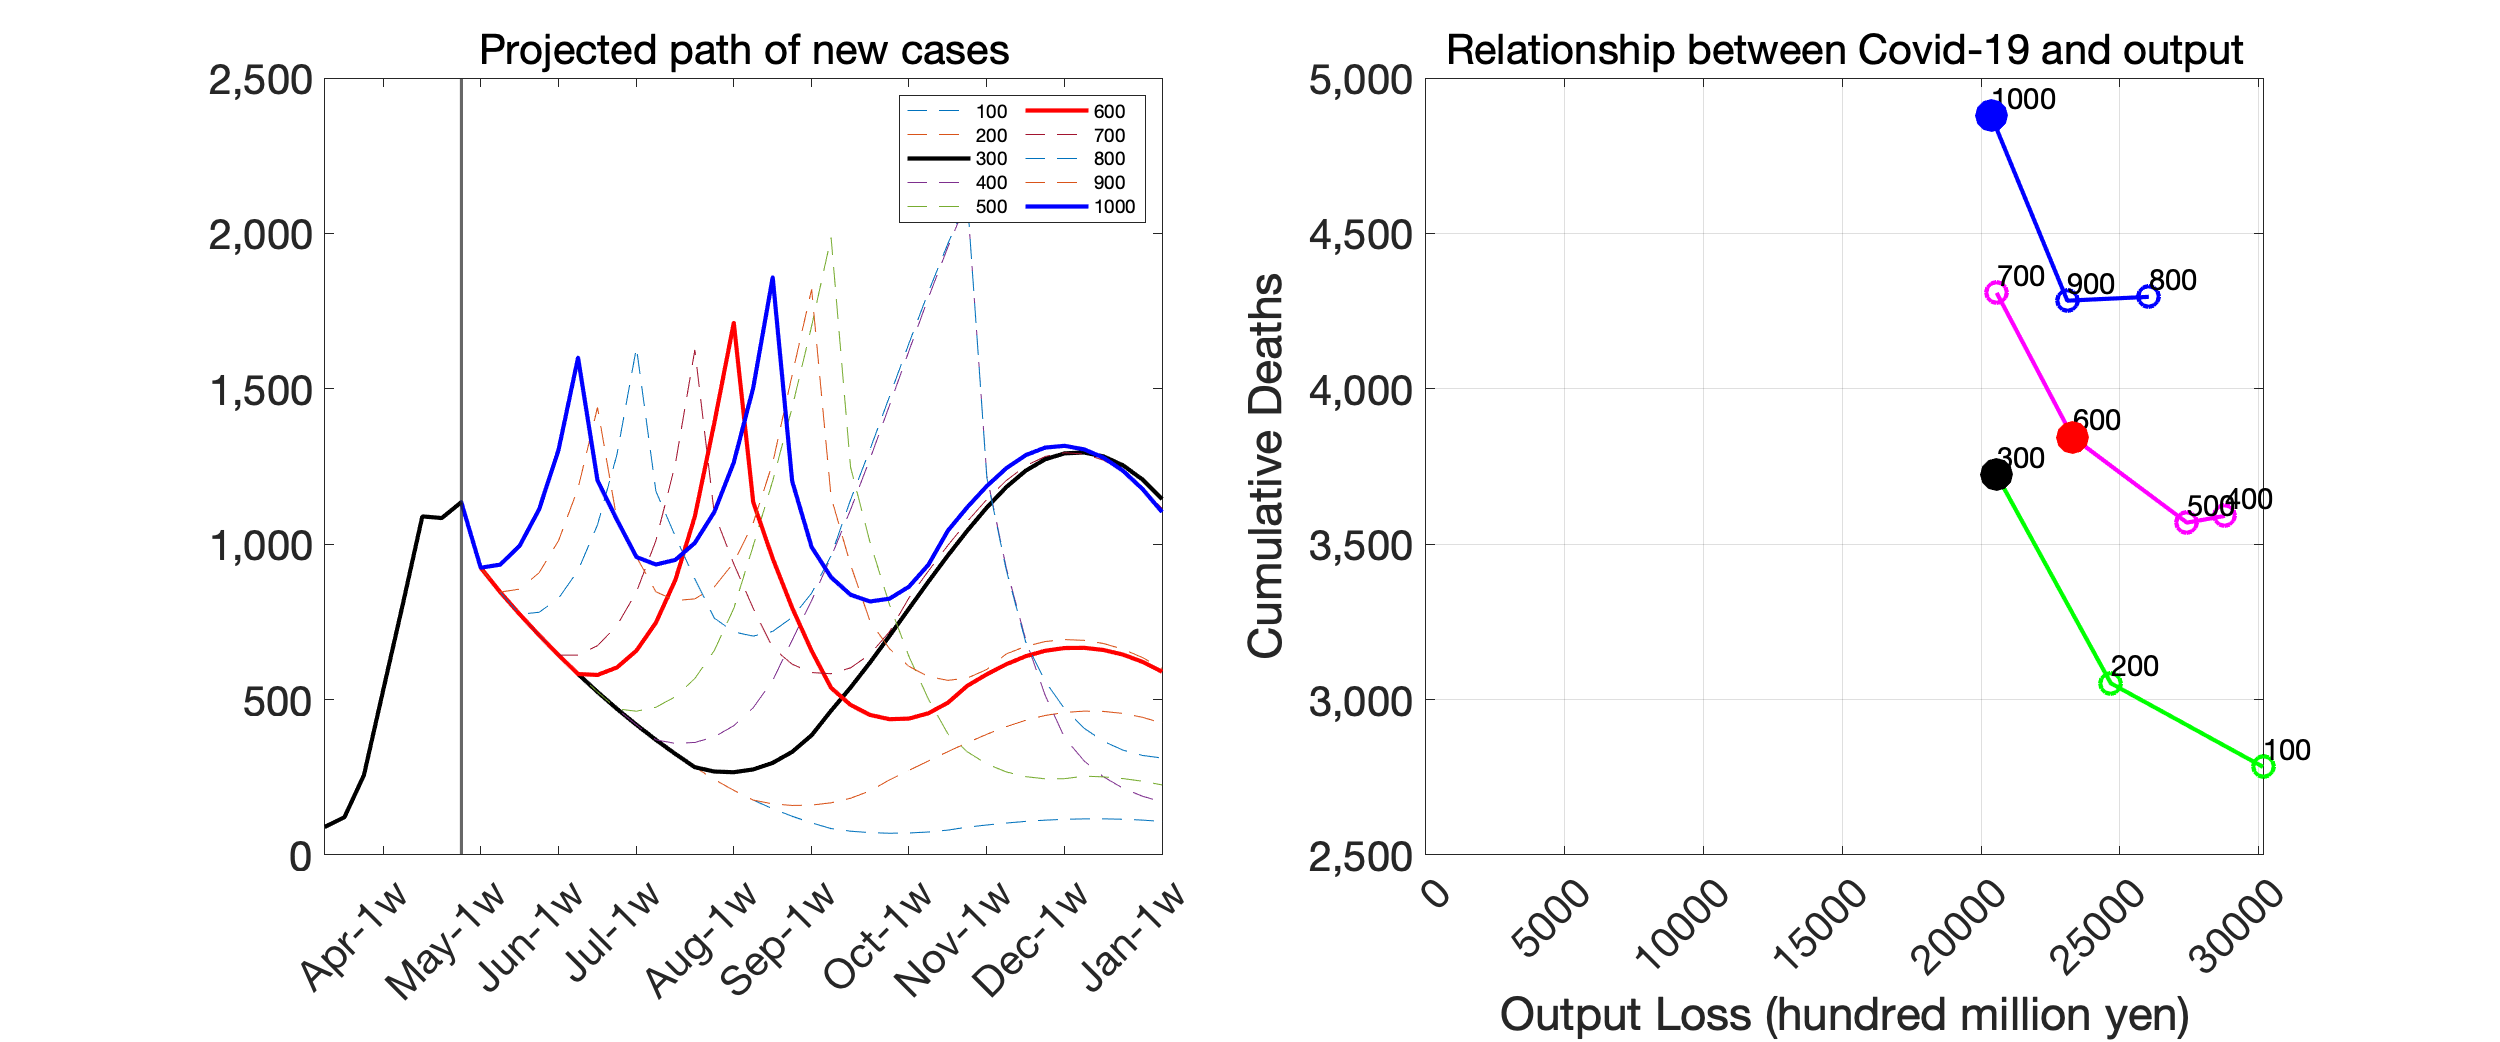 Projected path of new cases
2,500
2,000
1,500
1,000
500
0
100 600
200 700
300 800
400 900
500 1000
Apr-1w
May-1w
Jun-1w
Jul-1w
Aug-1w
Sep-1w
Oct-1w
Nov-1w
Dec-1w
Jan-1w
Relationship between Covid-19 and output
Cumulative Deaths
5,000
4,500
4,000
3,500
3,000
2,500
1000
700
900
800
600
300
500
400
200
100
0
5000
10000
15000
20000
25000
30000
Output Loss (hundred million yen)